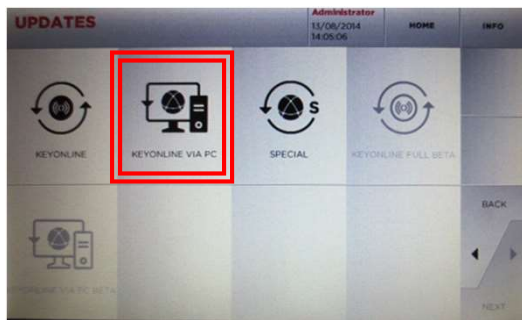 UPDATES
Administrator
13/08/2014
14:05:06
HOME
INFO
KEYONLINE
KEYONLINE VIA PC
SPECIAL
S
KEYONLINE FULL BETA
BACK
KEYONLINE VIA PC BETA
NEXT